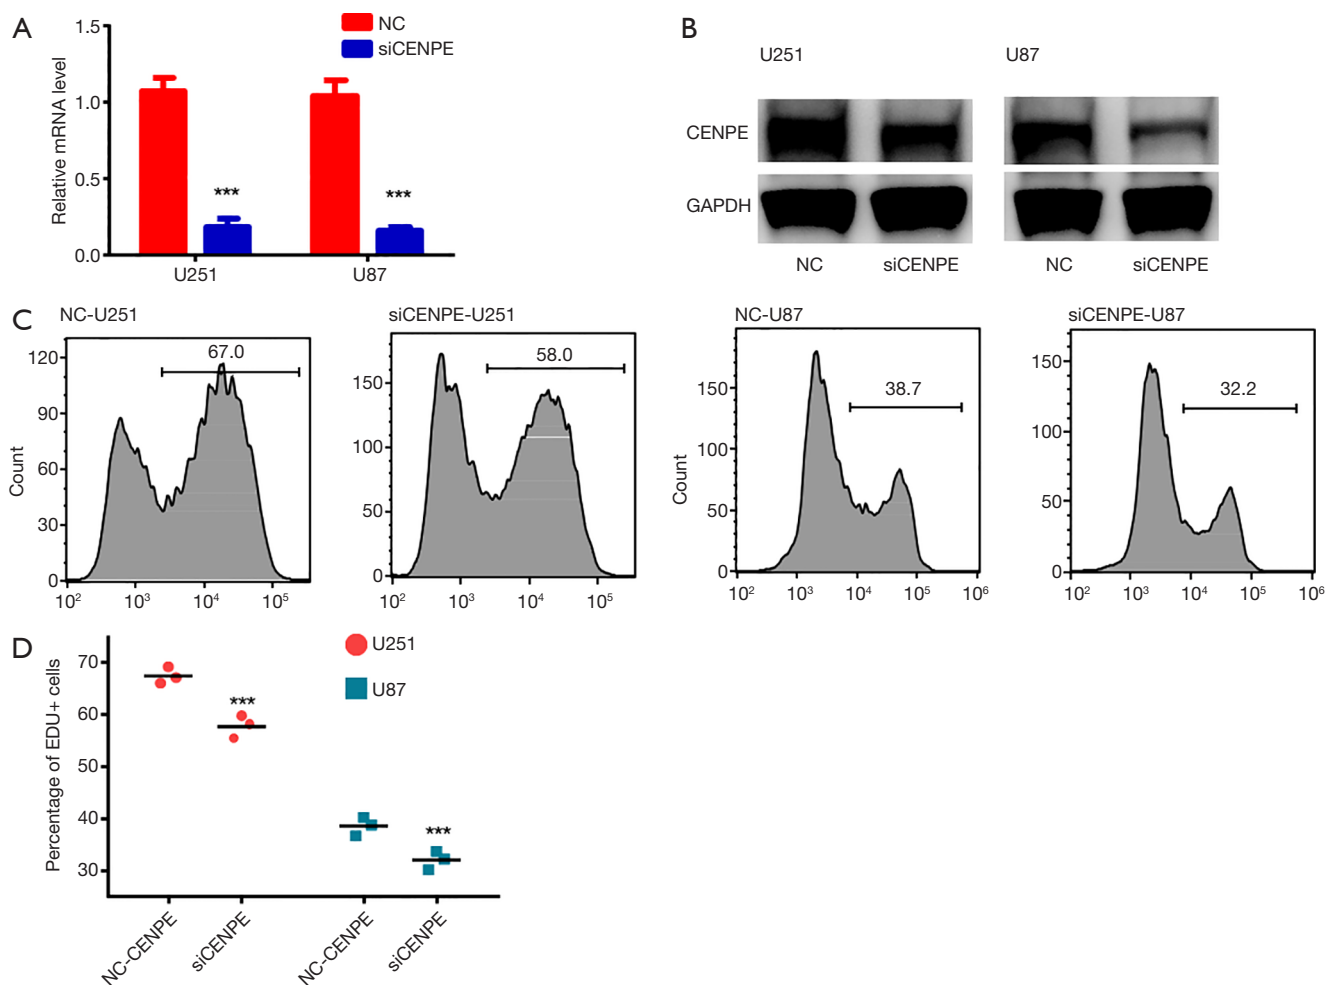 A
1.5
1.0
0.5
0.0
Relative mRNA level
NC
siCENPE
***
***
U251
U87
B
U251
U87
CENPE
GAPDH
NC
siCENPE
NC
siCENPE
C
NC-U251
120
90
60
30
0
Count
67.0
10² 10³ 10⁴ 10⁵
siCENPE-U251
150
100
50
0
58.0
10² 10³ 10⁴ 10⁵
NC-U87
150
100
50
0
Count
38.7
10² 10³ 10⁴ 10⁵ 10⁶
siCENPE-U87
150
100
50
0
32.2
10² 10³ 10⁴ 10⁵ 10⁶
D
70
60
50
40
30
Percentage of EDU+ cells
U251
U87
***
***
NC-CENPE
siCENPE
NC-CENPE
siCENPE